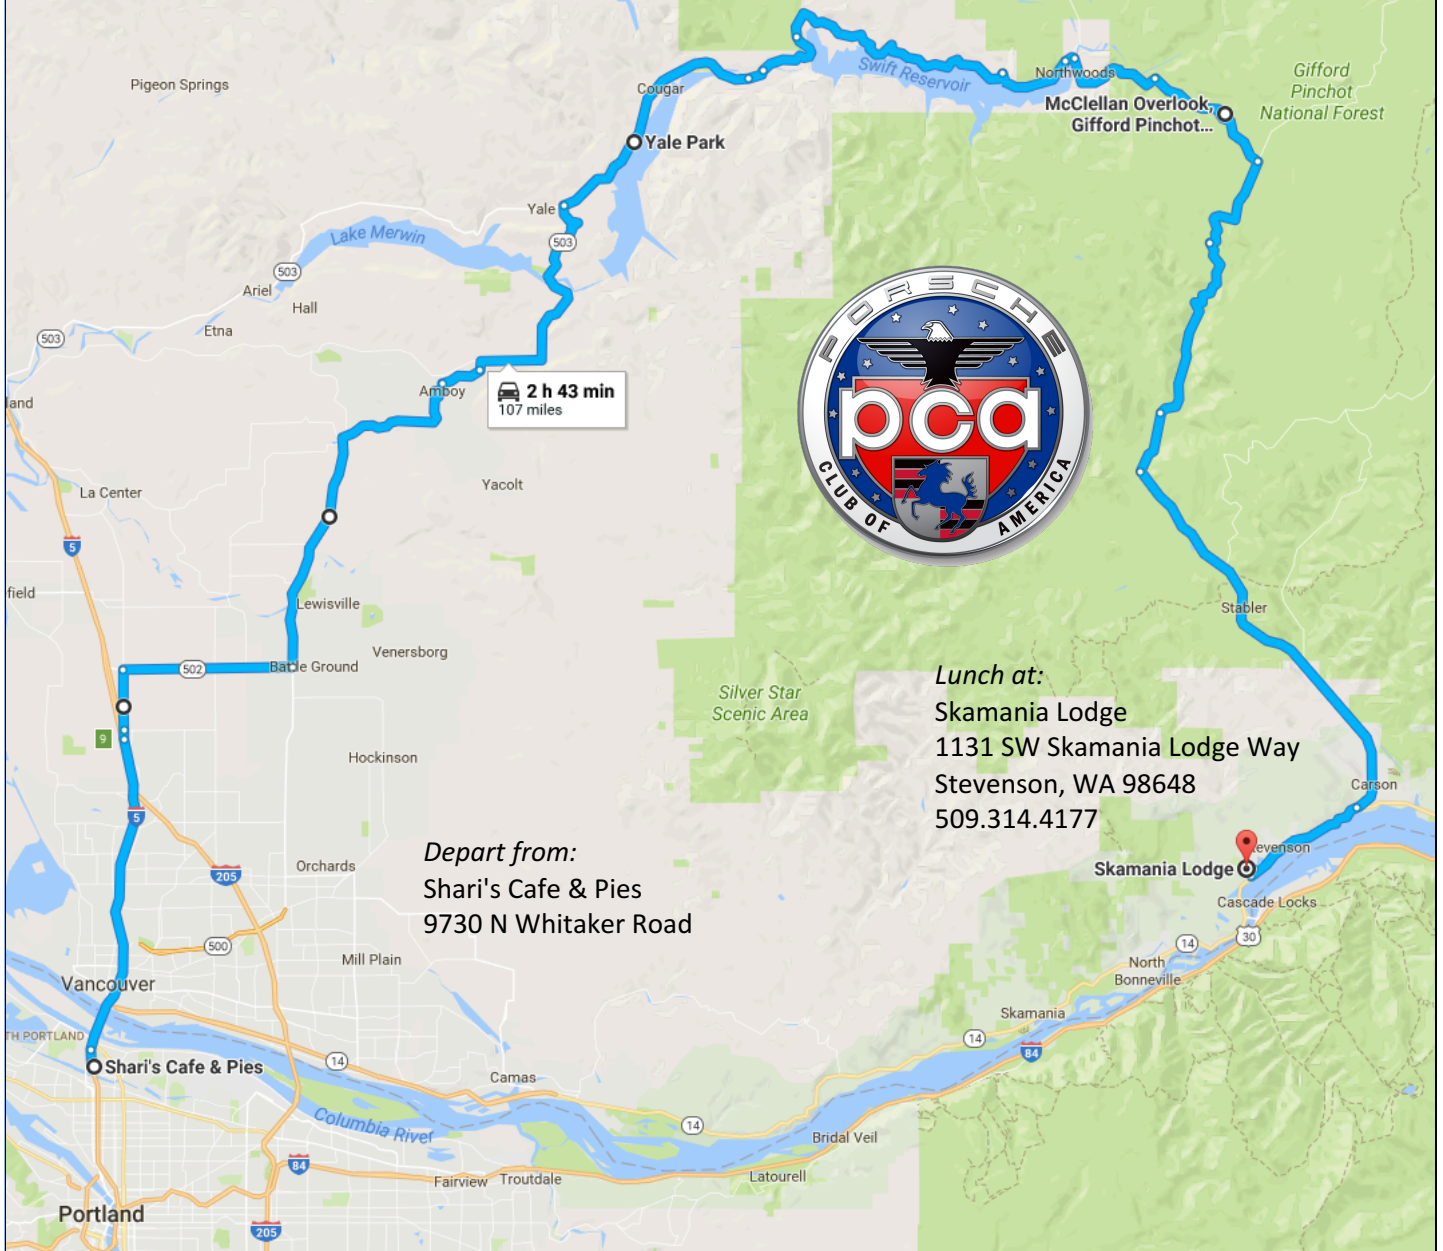 Pigeon Springs
Cougar
Swift Reservoir
Northwoods
Gifford
Pinchot
National Forest
McClellan Overlook,
Gifford Pinchot...
Yale Park
Yale
503
Lake Merwin
503
Ariel
Hall
Etna
503
PORSCHE
pca
CLUB OF
AMERICA
Amboy
2 h 43 min
107 miles
land
La Center
Yacolt
5
field
Lewisville
Stabler
502
Battle Ground
Venersborg
Silver Star
Scenic Area
Lunch at:
Skamania Lodge
1131 SW Skamania Lodge Way
Stevenson, WA 98648
509.314.4177
9
Hockinson
Carson
5
Depart from:
Shari's Cafe & Pies
9730 N Whitaker Road
Orchards
205
evenson
Skamania Lodge
Cascade Locks
500
Mill Plain
14
30
North
Bonneville
Vancouver
Skamania
TH PORTLAND
14
84
Shari's Cafe & Pies
14
Camas
Columbia River
14
Bridal Veil
84
Fairview
Troutdale
Latourell
Portland
205